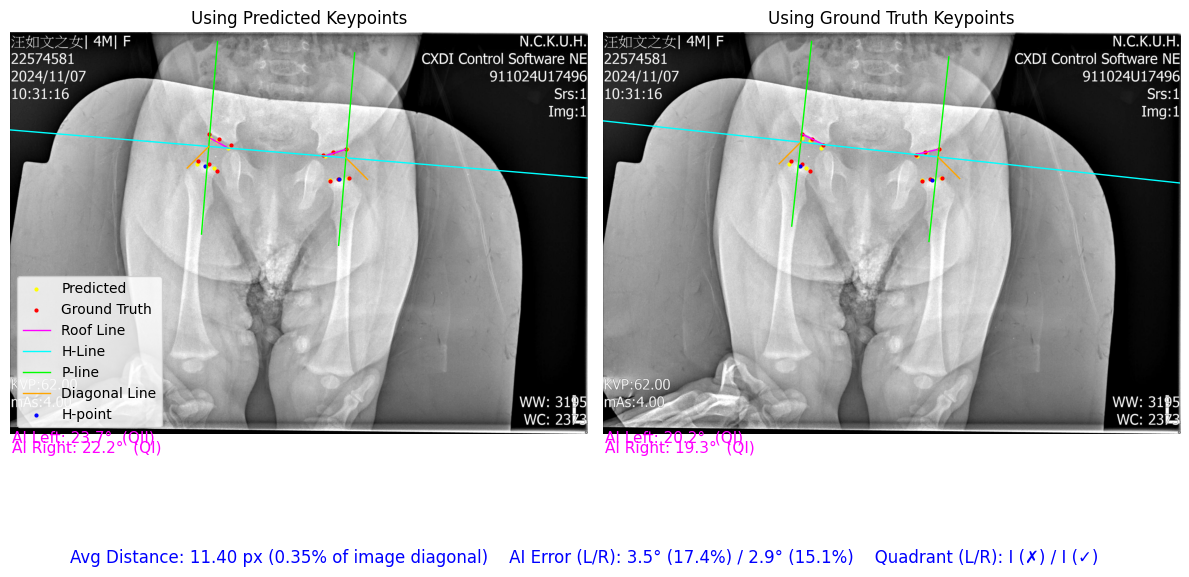 Using Predicted Keypoints
汪如文之女| 4M| F
22574581
2024/11/07
10:31:16
N.C.K.U.H.
CXDI Control Software NE
911024U17496
Srs:1
Img:1
Predicted
Ground Truth
Roof Line
H-Line
P-line
Diagonal Line
H-point
KVP:62.00
mAs:4.00
WW: 3195
WC: 2373
L
AI Left: 23.7° (QII)
AI Right: 22.2° (QI)
Using Ground Truth Keypoints
汪如文之女| 4M| F
22574581
2024/11/07
10:31:16
N.C.K.U.H.
CXDI Control Software NE
911024U17496
Srs:1
Img:1
KVP:62.00
mAs:4.00
WW: 3195
WC: 2373
L
AI Left: 20.2° (QI)
AI Right: 19.3° (QI)
Avg Distance: 11.40 px (0.35% of image diagonal) AI Error (L/R): 3.5° (17.4%) / 2.9° (15.1%) Quadrant (L/R): I (✗) / I (✓)